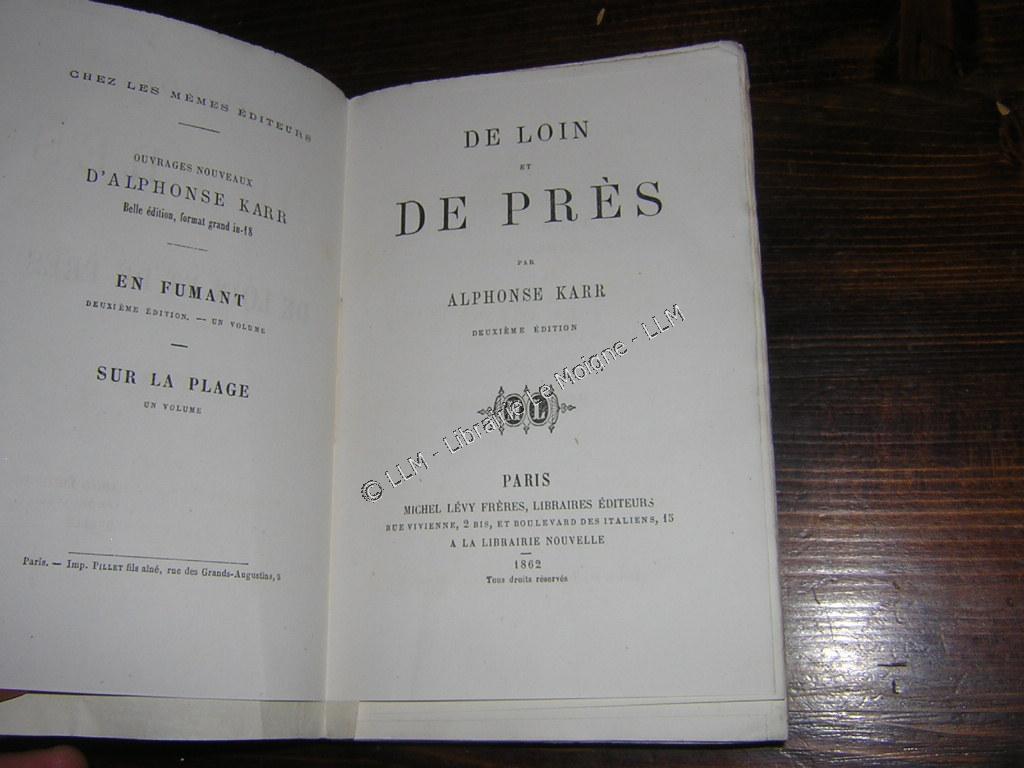 CHEZ LES MÊMES ÉDITEURS
OUVRAGES NOUVEAUX
D'ALPHONSE KARR
Belle édition, format grand in-18
EN FUMANT
DEUXIÈME ÉDITION. — UN VOLUME
SUR LA PLAGE
UN VOLUME
Paris. — Imp. PILLET fils aîné, rue des Grands-Augustins, 5
DE LOIN
ET
DE PRÈS
PAR
ALPHONSE KARR
DEUXIÈME ÉDITION
L
PARIS
MICHEL LÉVY FRÈRES, LIBRAIRES ÉDITEURS
RUE VIVIENNE, 2 BIS, ET BOULEVARD DES ITALIENS, 15
A LA LIBRAIRIE NOUVELLE
1862
Tous droits réservés
© LLM - Librairie Le Moigne - LLM